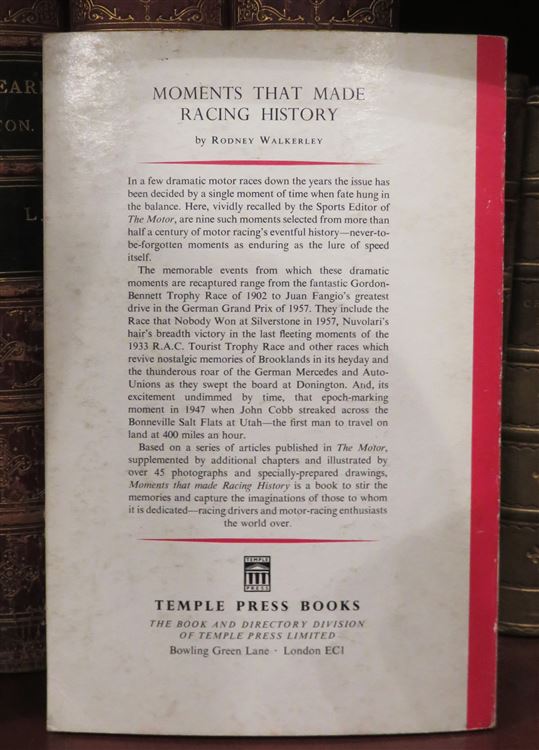 EARL
TON.
L.
MOMENTS THAT MADE
RACING HISTORY
by RODNEY WALKERLEY
In a few dramatic motor races down the years the issue has
been decided by a single moment of time when fate hung in
the balance. Here, vividly recalled by the Sports Editor of
The Motor, are nine such moments selected from more than
half a century of motor racing's eventful history—never-to-
be-forgotten moments as enduring as the lure of speed
itself.
The memorable events from which these dramatic
moments are recaptured range from the fantastic Gordon-
Bennett Trophy Race of 1902 to Juan Fangio's greatest
drive in the German Grand Prix of 1957. They include the
Race that Nobody Won at Silverstone in 1957, Nuvolari's
hair's breadth victory in the last fleeting moments of the
1933 R.A.C. Tourist Trophy Race and other races which
revive nostalgic memories of Brooklands in its heyday and
the thunderous roar of the German Mercedes and Auto-
Unions as they swept the board at Donington. And, its
excitement undimmed by time, that epoch-marking
moment in 1947 when John Cobb streaked across the
Bonneville Salt Flats at Utah—the first man to travel on
land at 400 miles an hour.
Based on a series of articles published in The Motor,
supplemented by additional chapters and illustrated by
over 45 photographs and specially-prepared drawings,
Moments that made Racing History is a book to stir the
memories and capture the imaginations of those to whom
it is dedicated—racing drivers and motor-racing enthusiasts
the world over.
TEMPLE
PRESS
TEMPLE PRESS BOOKS
THE BOOK AND DIRECTORY DIVISION
OF TEMPLE PRESS LIMITED
Bowling Green Lane · London EC1